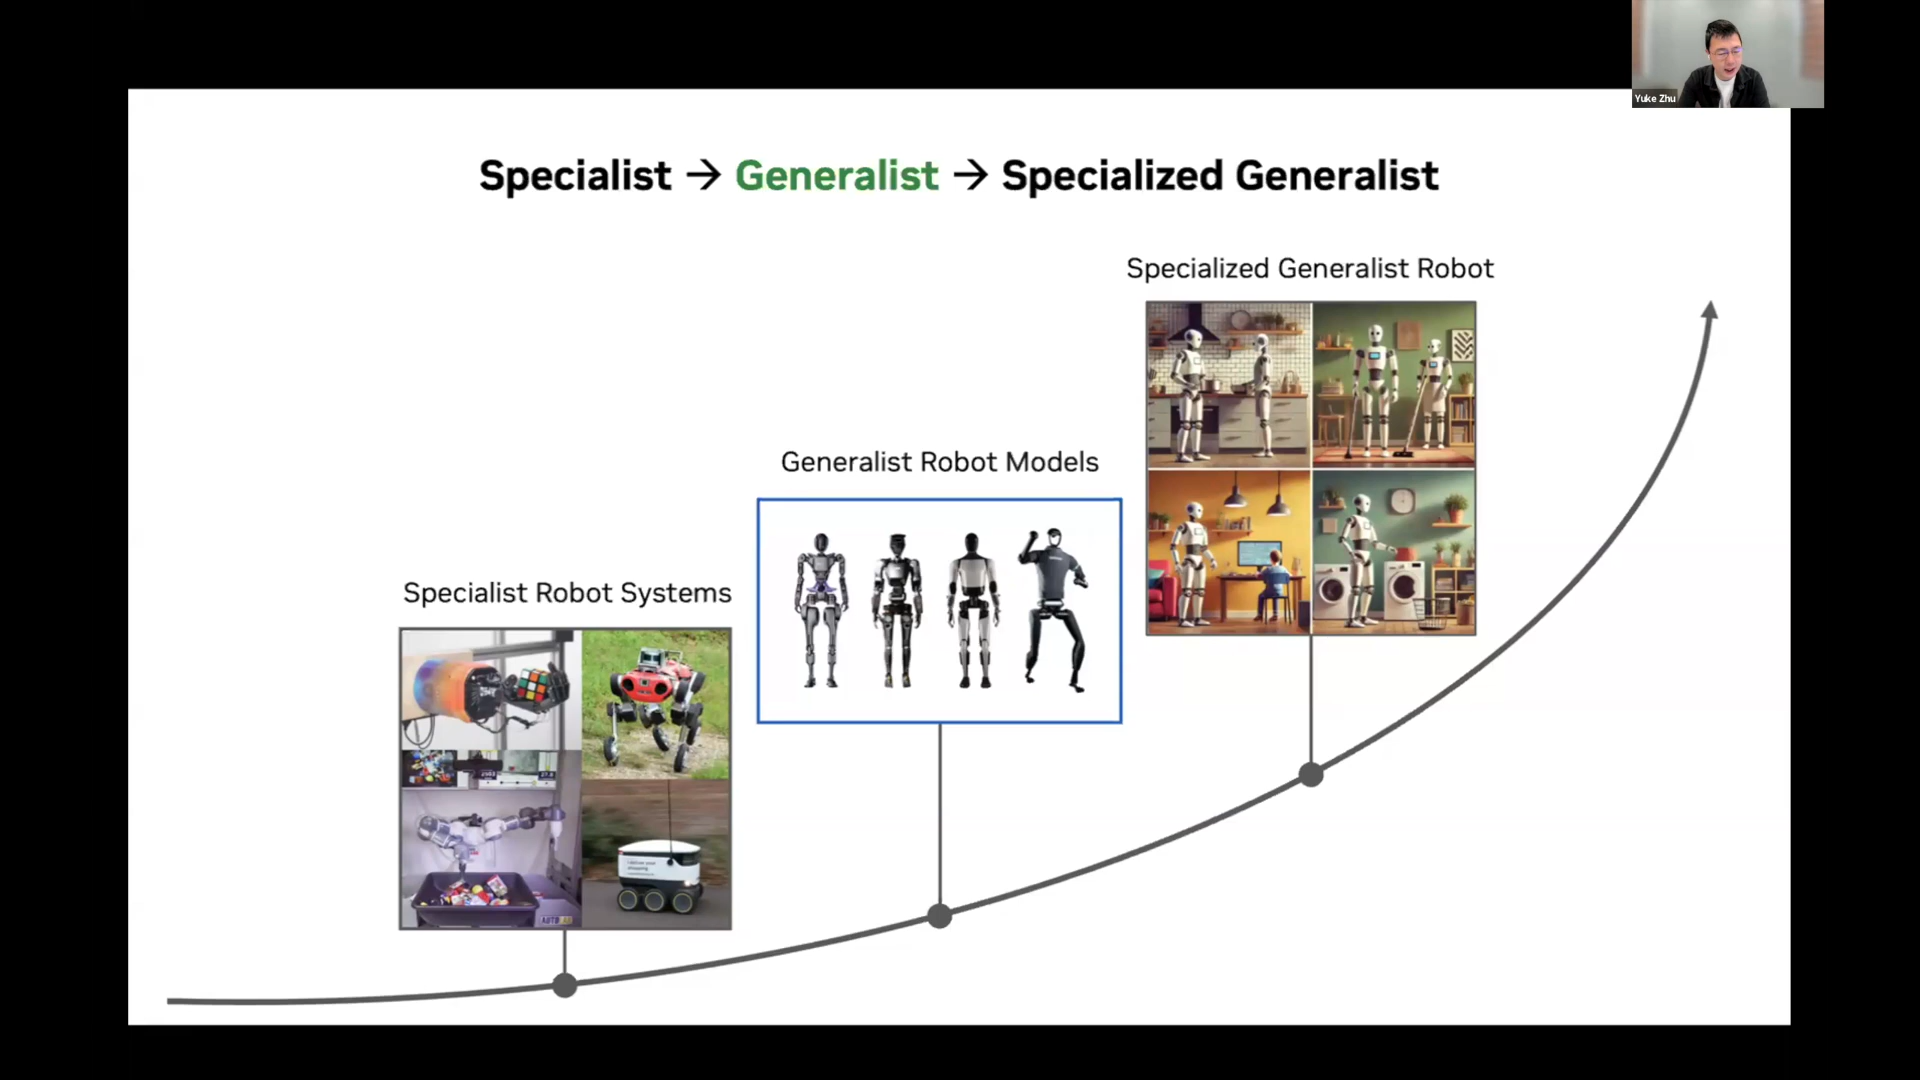 Yuke Zhu
Specialist → Generalist → Specialized Generalist
Specialized Generalist Robot
Generalist Robot Models
Specialist Robot Systems